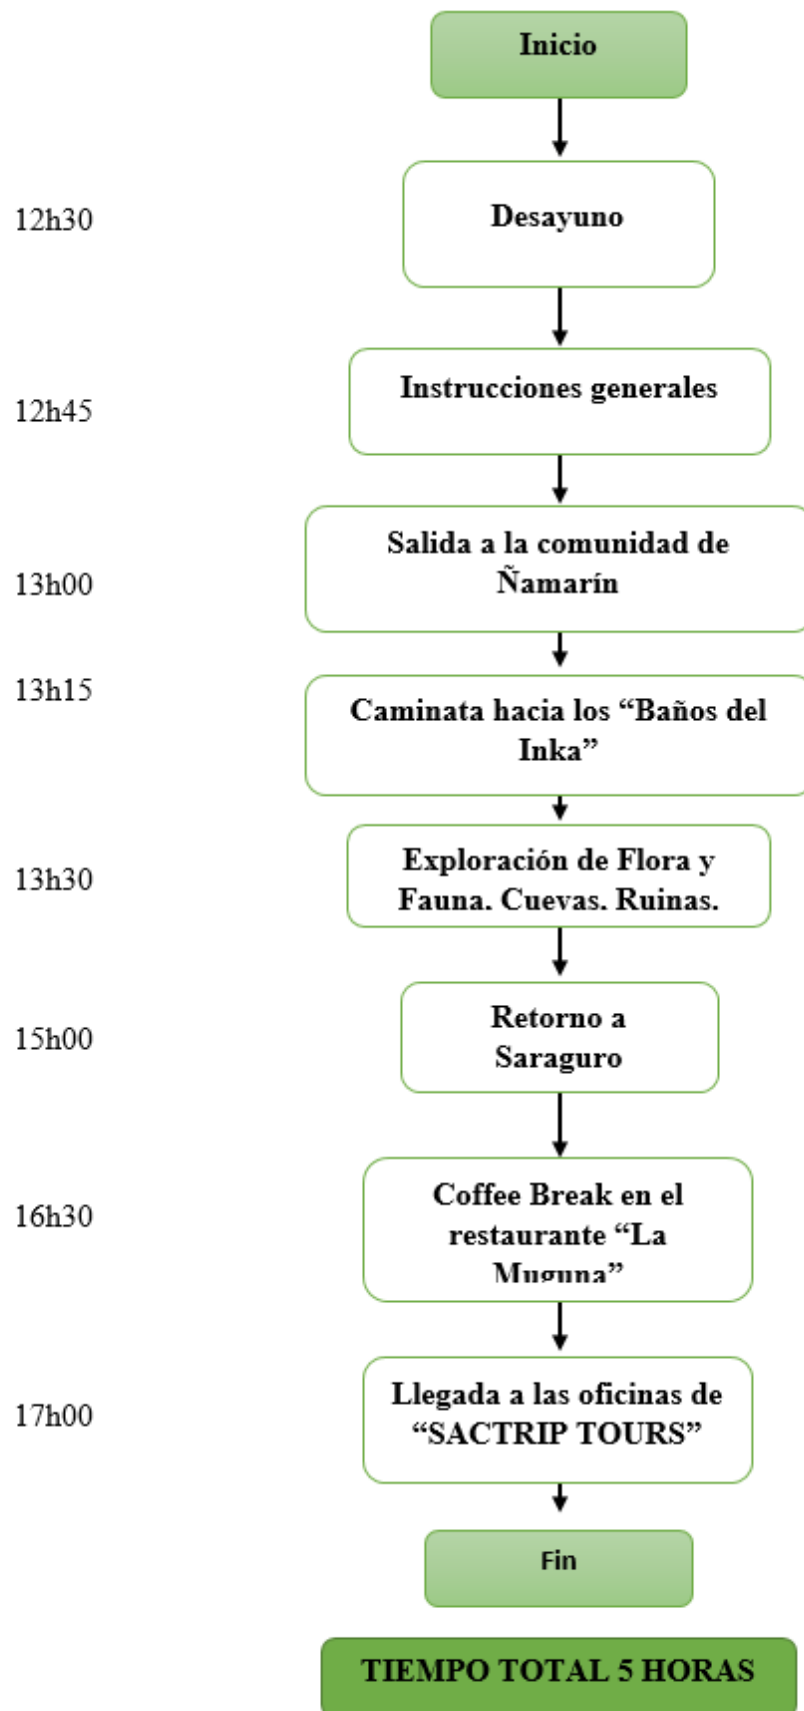 Inicio
12h30
Desayuno
12h45
Instrucciones generales
13h00
Salida a la comunidad de
Ñamarín
13h15
Caminata hacia los “Baños del
Inka”
13h30
Exploración de Flora y
Fauna. Cuevas. Ruinas.
15h00
Retorno a
Saraguro
16h30
Coffee Break en el
restaurante “La
Muguna”
17h00
Llegada a las oficinas de
“SACTRIP TOURS”
Fin
TIEMPO TOTAL 5 HORAS